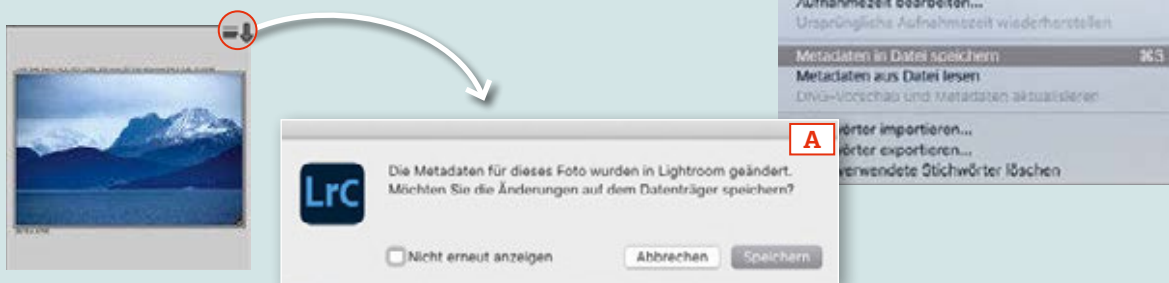 Aufnahmezeit bearbeiten...
Ursprüngliche Aufnahmezeit wiederherstellen
Metadaten in Datei speichern ⌘S
Metadaten aus Datei lesen
DNG-Vorschau und Metadaten aktualisieren
A
örter importieren...
örter exportieren...
verwendete Stichwörter löschen
LrC
Die Metadaten für dieses Foto wurden in Lightroom geändert.
Möchten Sie die Änderungen auf dem Datenträger speichern?
Nicht erneut anzeigen Abbrechen Speichern